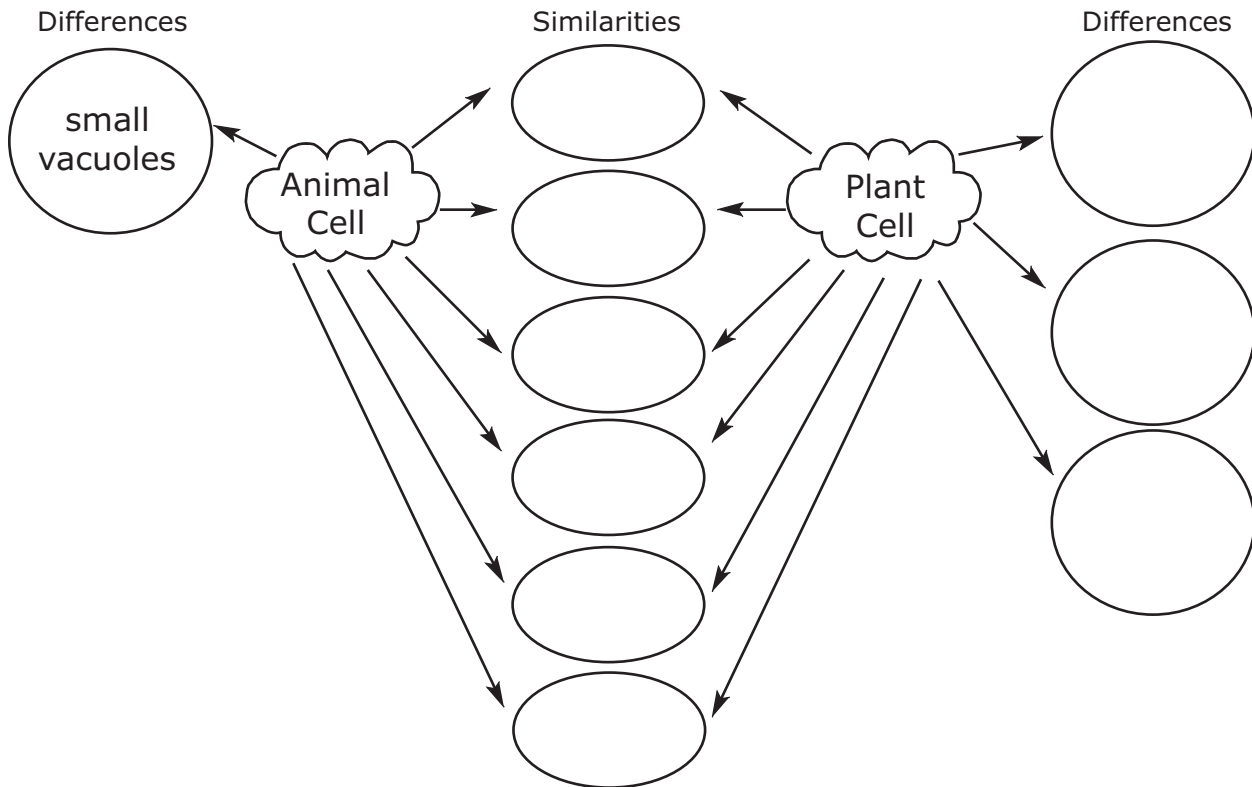 Differences
Similarities
Differences
small
vacuoles
Animal
Cell
Plant
Cell